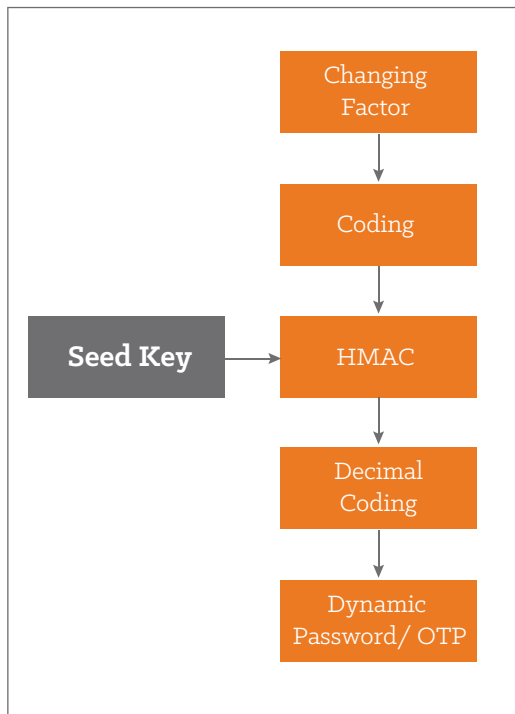 Changing
Factor
Coding
Seed Key
HMAC
Decimal
Coding
Dynamic
Password/ OTP